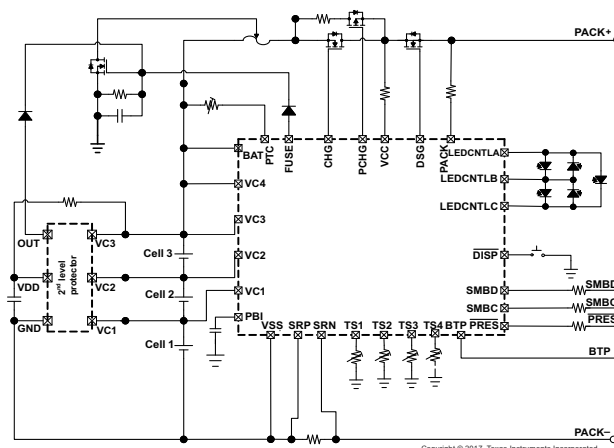 PACK+
PTC
FUSE
CHG
PCHG
VCC
DSG
PACK
BAT
VC4
VC3
VC2
VC1
PBI
LEDCNTLA
LEDCNTLB
LEDCNTLC
DISP
SMBD
SMBD
SMBC
PRES
PRES
BTP
VSS
SRP
SRN
TS1
TS2
TS3
TS4
BTP
OUT
VDD
GND
2nd level
protector
VC3
VC2
VC1
Cell 3
Cell 2
Cell 1
PACK–